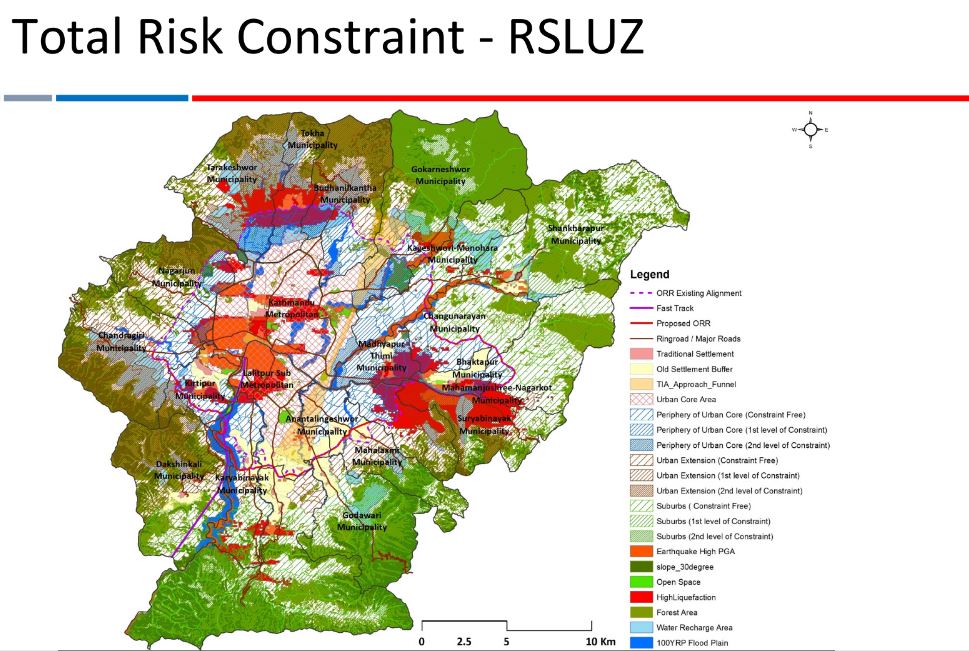 Total Risk Constraint - RSLUZ
N
W E
S
Tokha
Municipality
Tarakeshwor
Municipality
Budhanilkantha
Municipality
Gokarneshwor
Municipality
Shankharapur
Municipality
Kageshwori-Monohara
Municipality
Nagarjun
Municipality
Kathmandu
Metropolitan
Changunarayan
Municipality
Chandragiri
Municipality
Madhyapur
Thimi
Municipality
Bhaktapur
Municipality
Lalitpur Sub
Metropolitan
Kirtipur
Municipality
Mahamanjushree-Nagarkot
Municipality
Suryabinayak
Municipality
Anantalingeshwor
Municipality
Mahalaxmi
Municipality
Dakshinkali
Municipality
Karyabinayak
Municipality
Godawari
Municipality
Legend
ORR Existing Alignment
Fast Track
Proposed ORR
Ringroad / Major Roads
Traditional Settlement
Old Settlement Buffer
TIA_Approach_Funnel
Urban Core Area
Periphery of Urban Core (Constraint Free)
Periphery of Urban Core (1st level of Constraint)
Periphery of Urban Core (2nd level of Constraint)
Urban Extension (Constraint Free)
Urban Extension (1st level of Constraint)
Urban Extension (2nd level of Constraint)
Suburbs ( Constraint Free)
Suburbs (1st level of Constraint)
Suburbs (2nd level of Constraint)
Earthquake High PGA
slope_30degree
Open Space
HighLiquefaction
Forest Area
Water Recharge Area
100YRP Flood Plain
0 2.5 5 10 Km